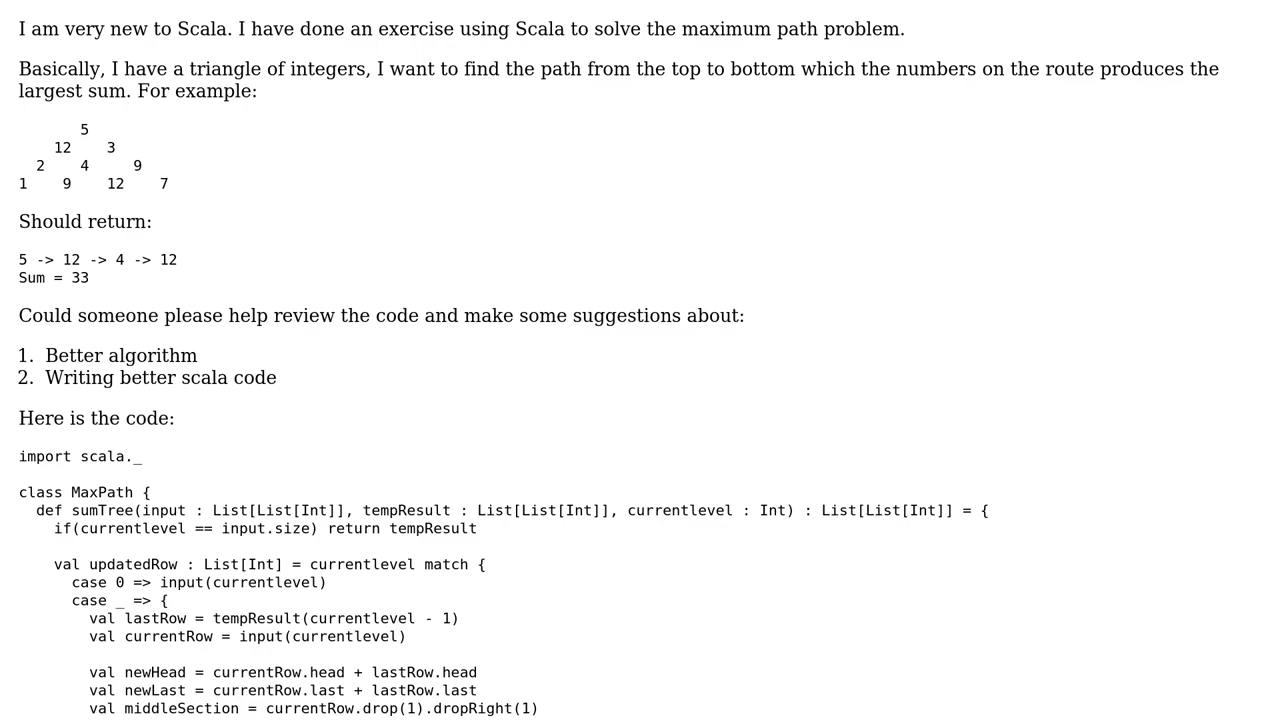 I am very new to Scala. I have done an exercise using Scala to solve the maximum path problem.
Basically, I have a triangle of integers, I want to find the path from the top to bottom which the numbers on the route produces the
largest sum. For example:
       5
    12    3
  2    4     9
1    9    12    7
Should return:
5 -> 12 -> 4 -> 12
Sum = 33
Could someone please help review the code and make some suggestions about:
1. Better algorithm
2. Writing better scala code
Here is the code:
import scala._
class MaxPath {
  def sumTree(input : List[List[Int]], tempResult : List[List[Int]], currentlevel : Int) : List[List[Int]] = {
    if(currentlevel == input.size) return tempResult
    val updatedRow : List[Int] = currentlevel match {
      case 0 => input(currentlevel)
      case _ => {
        val lastRow = tempResult(currentlevel - 1)
        val currentRow = input(currentlevel)
        val newHead = currentRow.head + lastRow.head
        val newLast = currentRow.last + lastRow.last
        val middleSection = currentRow.drop(1).dropRight(1)